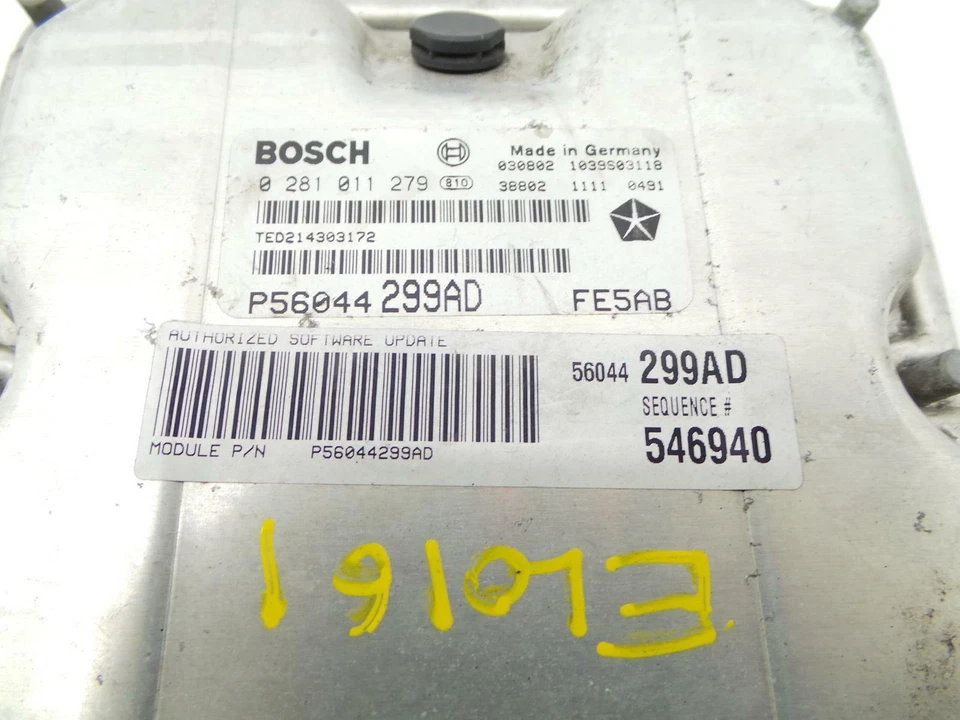 BOSCH
Made in Germany
030802 1039S03118
0 281 011 279 810 38802 1111 0491
TED214303172
P56044 299AD FE5AB
AUTHORIZED SOFTWARE UPDATE
56044 299AD
SEQUENCE #
546940
MODULE P/N P56044299AD